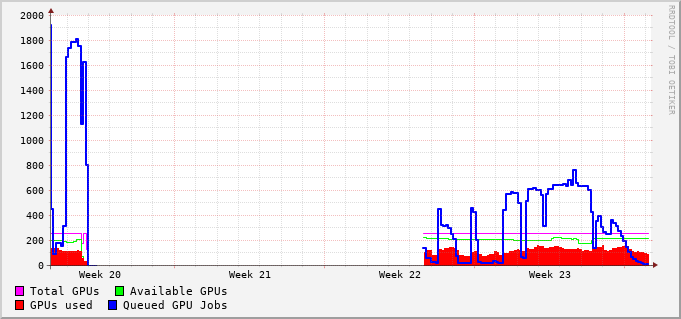 2000
1800
1600
1400
1200
1000
800
600
400
200
0
Week 20 Week 21 Week 22 Week 23
Total GPUs Available GPUs
GPUs used Queued GPU Jobs
RRDTOOL / TOBI OETIKER